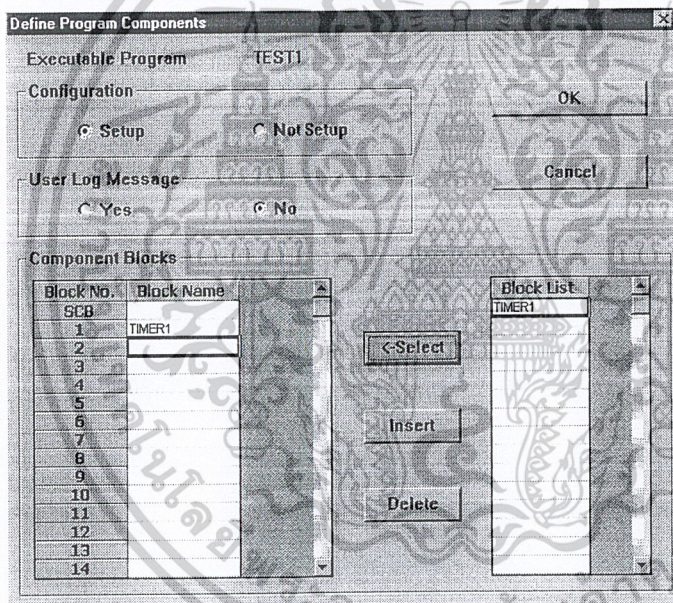 Define Program Components
Executable Program TEST1
Configuration
Setup Not Setup
OK
User Log Message
Yes No
Cancel
Component Blocks
Block No. Block Name
SCB
1 TIMER1
2
3
4
5
6
7
8
9
10
11
12
13
14
<-Select
Insert
Delete
Block List
TIMER1